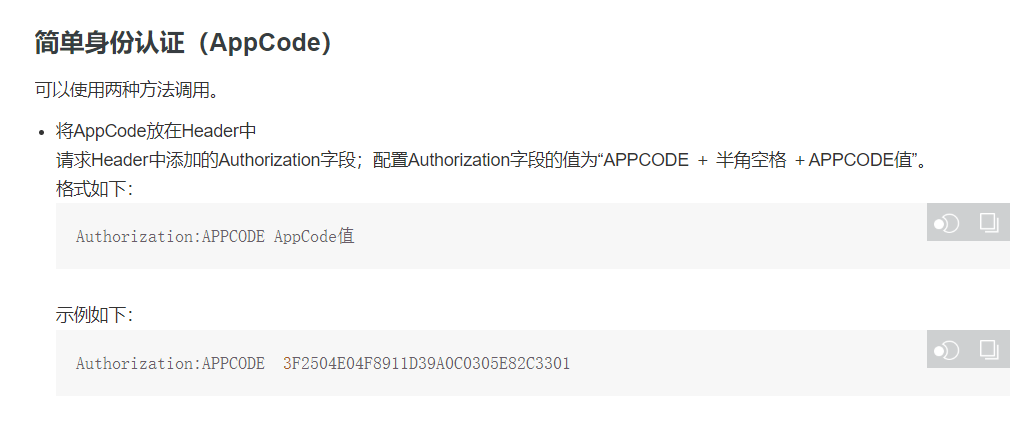 简单身份认证（AppCode）
可以使用两种方法调用。
将AppCode放在Header中
请求Header中添加的Authorization字段；配置Authorization字段的值为“APPCODE ＋ 半角空格 ＋APPCODE值”。
格式如下：
Authorization:APPCODE AppCode值
示例如下：
Authorization:APPCODE  3F2504E04F8911D39A0C0305E82C3301